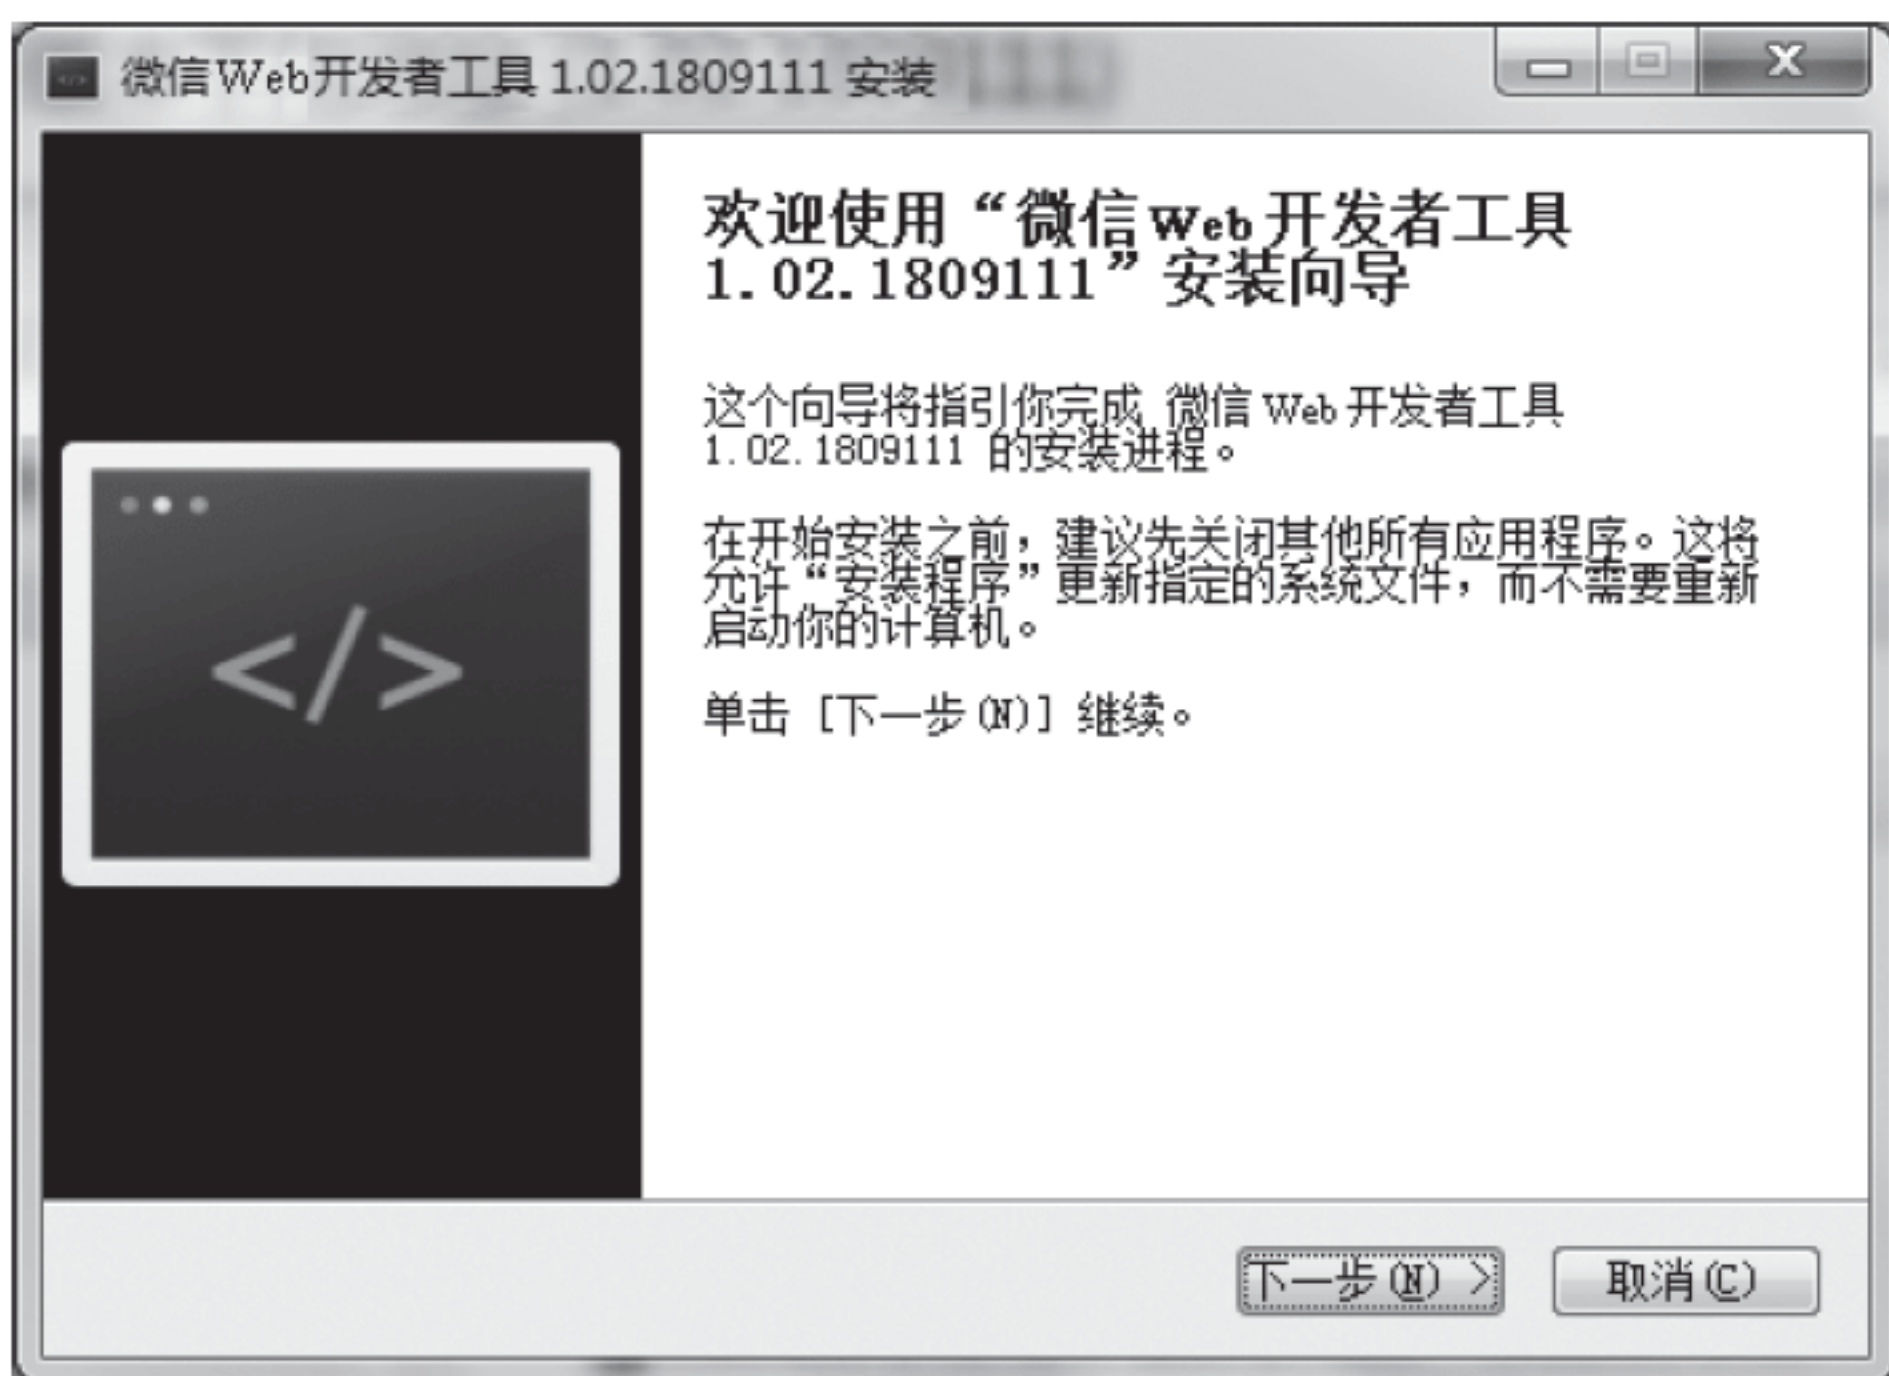 微信Web开发者工具 1.02.1809111 安装
欢迎使用“微信Web开发者工具
1.02.1809111”安装向导
这个向导将指引你完成 微信Web开发者工具
1.02.1809111 的安装进程。
在开始安装之前，建议先关闭其他所有应用程序。这将
允许“安装程序”更新指定的系统文件，而不需要重新
启动你的计算机。
单击 [下一步(N)] 继续。
</>
下一步(N) >
取消(C)